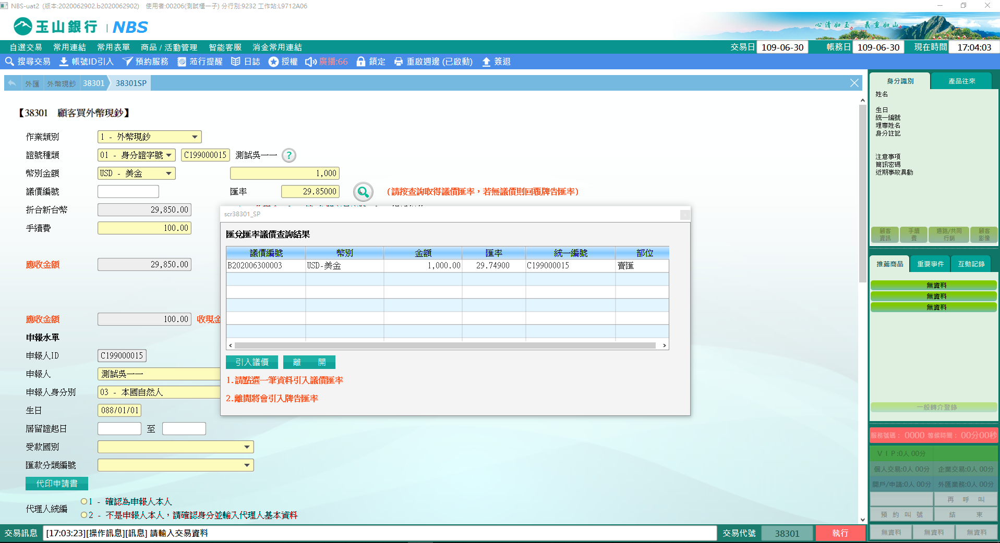 NBS-uat2 (版本:2020062902.b2020062902) 使用者:00206(測試櫃一子) 分行別:9232 工作站:L9712A06
玉山銀行 | NBS
心清如玉。 義重如山。
自選交易 常用連結 常用表單 商品 / 活動管理 智能客服 消金常用連結 交易日 109-06-30 帳務日 109-06-30 現在時間 17:04:03
搜尋交易 帳號ID引入 預約服務 蒞行提醒 日誌 授權 廣播:66 鎖定 重啟週邊 (已啟動) 簽退
外匯 外幣現鈔 38301 38301SP
【38301 顧客買外幣現鈔】
作業類別 1 - 外幣現鈔
證號種類 01 - 身分證字號 C199000015 測試吳一一 ?
幣別金額 USD - 美金 1,000
議價編號 匯率 29.85000 (請按查詢取得議價匯率,若無議價則回覆牌告匯率)
折合新台幣 29,850.00
手續費 100.00
應收金額 29,850.00
應收金額 100.00 收現金
申報水單
申報人ID C199000015
申報人 測試吳一一
申報人身分別 03 - 本國自然人
生日 088/01/01
居留證起日 至
受款國別
匯款分類編號
代印申請書
代理人統編
1 - 確認為申報人本人
2 - 不是申報人本人,請確認身分並輸入代理人基本資料
scr38301_SP
匯兌匯率議價查詢結果
議價編號 幣別 金額 匯率 統一編號 部位
B202006300003 USD-美金 1,000.00 29.74900 C199000015 賣匯
引入議價 離 開
1.請點選一筆資料引入議價匯率
2.離開將會引入牌告匯率
身分識別 產品往來
姓名
生日
統一編號
理專姓名
身分註記
注意事項
簡訊密碼
近期事故異動
顧客資訊 手續費 通路/共同行銷 顧客影像
推薦商品 重要事件 互動記錄
無資料
無資料
無資料
一般轉介登錄
服務號碼: 0000 等候時間: 00分00秒
VIP:0人 00分
個人交易:0人 00分 企業交易:0人 00分
開戶/申請:0人 00分 外匯業務:0人 00分
再 呼 叫
預 約 叫 號 結 束
無資料 無資料 無資料
交易訊息 [17:03:23][操作訊息][訊息] 請輸入交易資料 交易代號 38301 執行